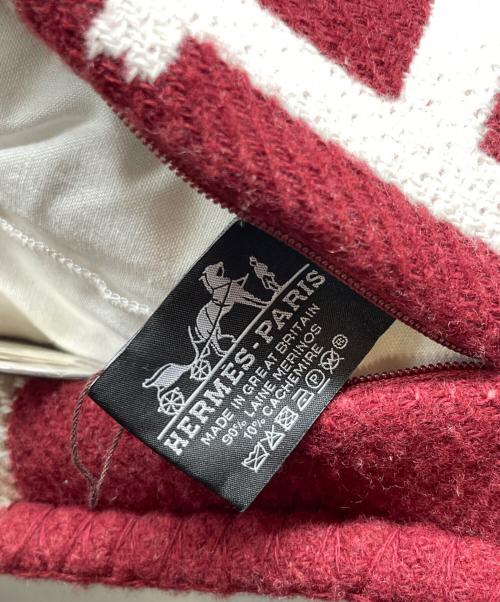 HERMES-PARIS
MADE IN GREAT BRITAIN
90% LAINE MERINOS
10% CACHEMIRE
P